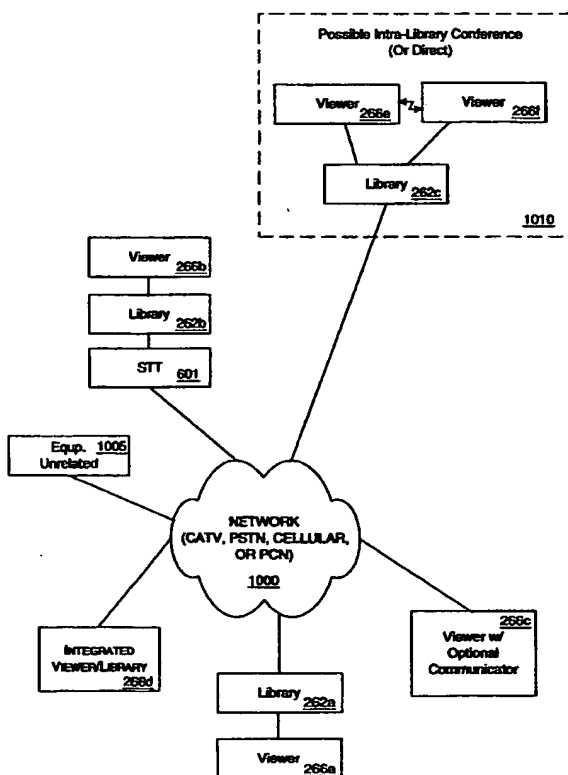 Possible Intra-Library Conference
(Or Direct)
Viewer
266e
Viewer
266f
Library
262c
1010
Viewer
266b
Library
262b
STT
601
Equp. 1005
Unrelated
NETWORK
(CATV, PSTN, CELLULAR,
OR PCN)
1000
266c
Viewer w/
Optional
Communicator
INTEGRATED
VIEWER/LIBRARY
266d
Library
262a
Viewer
266a